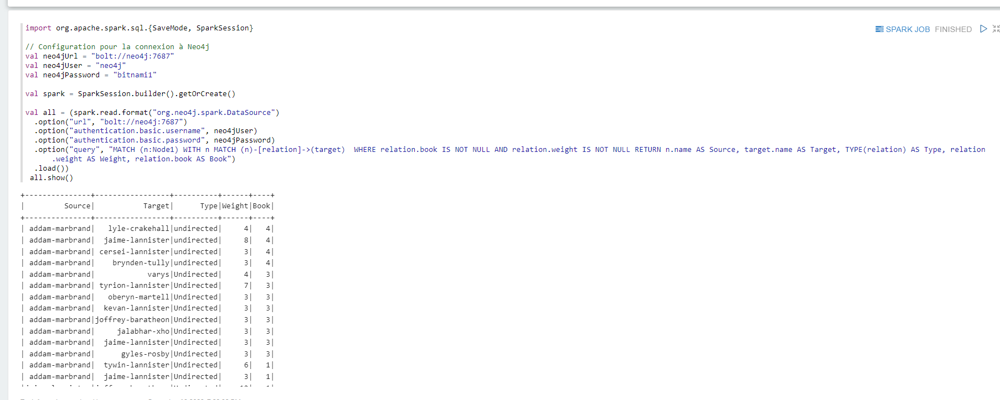 import org.apache.spark.sql.{SaveMode, SparkSession}
SPARK JOB FINISHED
// Configuration pour la connexion à Neo4j
val neo4jUrl = "bolt://neo4j:7687"
val neo4jUser = "neo4j"
val neo4jPassword = "bitnami1"
val spark = SparkSession.builder().getOrCreate()
val all = (spark.read.format("org.neo4j.spark.DataSource")
.option("url", "bolt://neo4j:7687")
.option("authentication.basic.username", neo4jUser)
.option("authentication.basic.password", neo4jPassword)
.option("query", "MATCH (n:Node1) WITH n MATCH (n)-[relation]->(target)  WHERE relation.book IS NOT NULL AND relation.weight IS NOT NULL RETURN n.name AS Source, target.name AS Target, TYPE(relation) AS Type, relation
.weight AS Weight, relation.book AS Book")
.load())
all.show()
+---------------+-----------------+----------+------+----+
|         Source|           Target|      Type|Weight|Book|
+---------------+-----------------+----------+------+----+
| addam-marbrand|   lyle-crakehall|undirected|     4|   4|
| addam-marbrand|  jaime-lannister|undirected|     8|   4|
| addam-marbrand| cersei-lannister|undirected|     3|   4|
| addam-marbrand|    brynden-tully|undirected|     3|   4|
| addam-marbrand|            varys|Undirected|     4|   3|
| addam-marbrand| tyrion-lannister|Undirected|     7|   3|
| addam-marbrand|   oberyn-martell|Undirected|     3|   3|
| addam-marbrand|  kevan-lannister|Undirected|     3|   3|
| addam-marbrand|joffrey-baratheon|Undirected|     3|   3|
| addam-marbrand|     jalabhar-xho|Undirected|     3|   3|
| addam-marbrand|  jaime-lannister|Undirected|     3|   3|
| addam-marbrand|      gyles-rosby|Undirected|     3|   3|
| addam-marbrand|  tywin-lannister|Undirected|     6|   1|
| addam-marbrand|  jaime-lannister|Undirected|     3|   1|